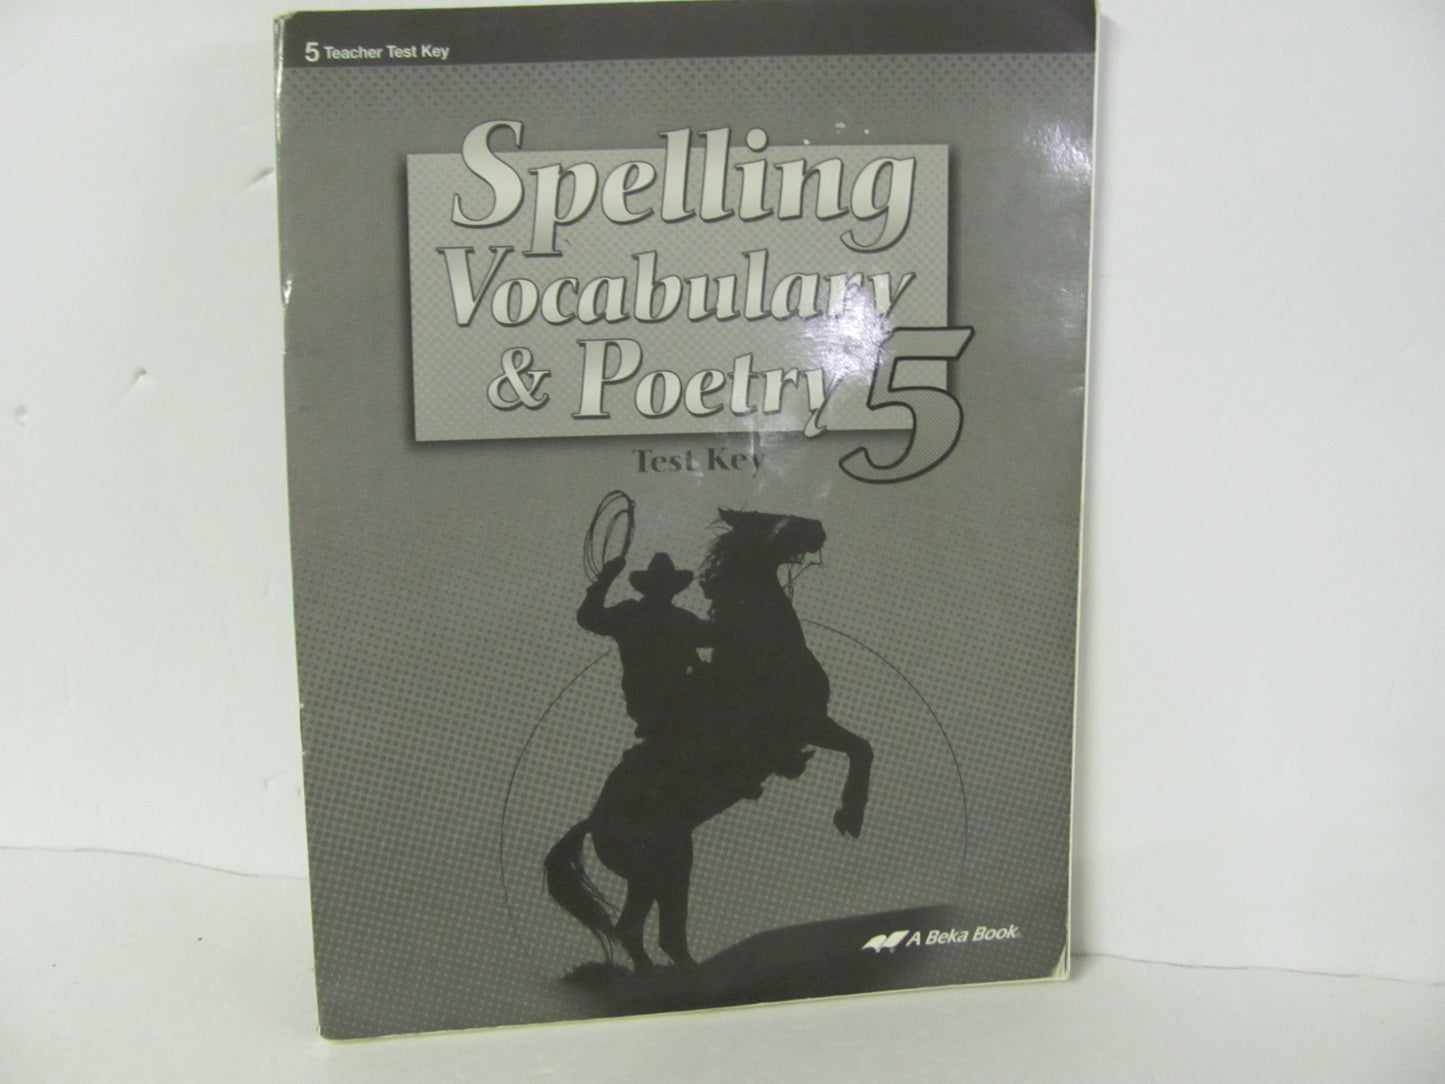 5 Teacher Test Key
Spelling
Vocabulary
& Poetry 5
Test Key
A Beka Book